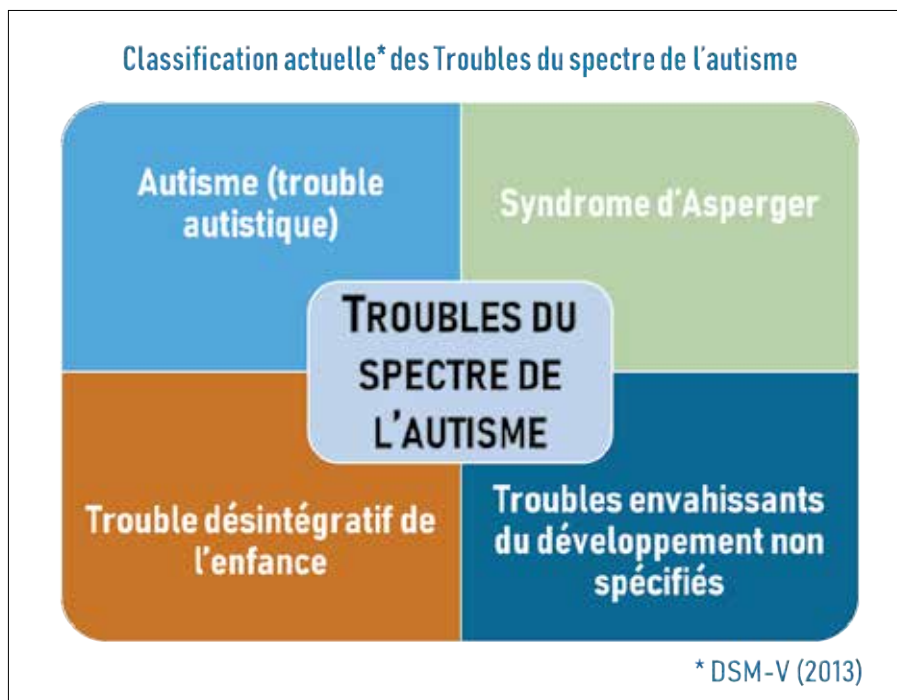 Classification actuelle* des Troubles du spectre de l'autisme
Autisme (trouble
autistique)
Syndrome d'Asperger
TROUBLES DU
SPECTRE DE
L'AUTISME
Trouble désintégratif de
l'enfance
Troubles envahissants
du développement non
spécifiés
* DSM-V (2013)